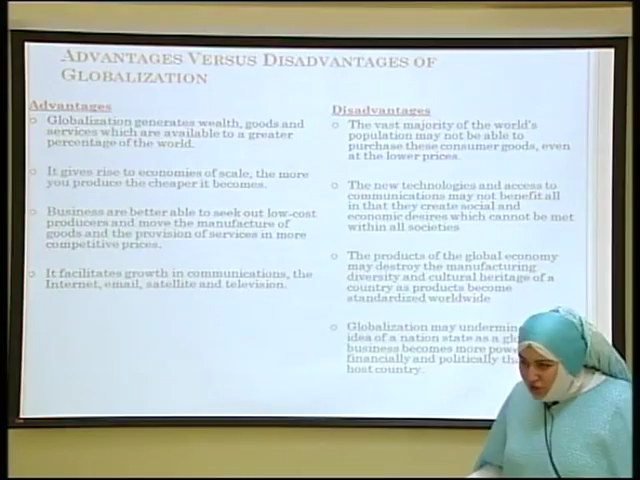 ADVANTAGES VERSUS DISADVANTAGES OF
GLOBALIZATION
Advantages
Globalization generates wealth, goods and
services which are available to a greater
percentage of the world.
It gives rise to economies of scale, the more
you produce the cheaper it becomes.
Business are better able to seek out low-cost
producers and move the manufacture of
goods and the provision of services in more
competitive prices.
It facilitates growth in communications, the
Internet, email, satellite and television.
Disadvantages
The vast majority of the world's
population may not be able to
purchase these consumer goods, even
at the lower prices.
The new technologies and access to
communications may not benefit all
in that they create social and
economic desires which cannot be met
within all societies
The products of the global economy
may destroy the manufacturing
diversity and cultural heritage of a
country as products become
standardized worldwide
Globalization may
idea of a nation state as a
business becomes more
financially and politically
host country.